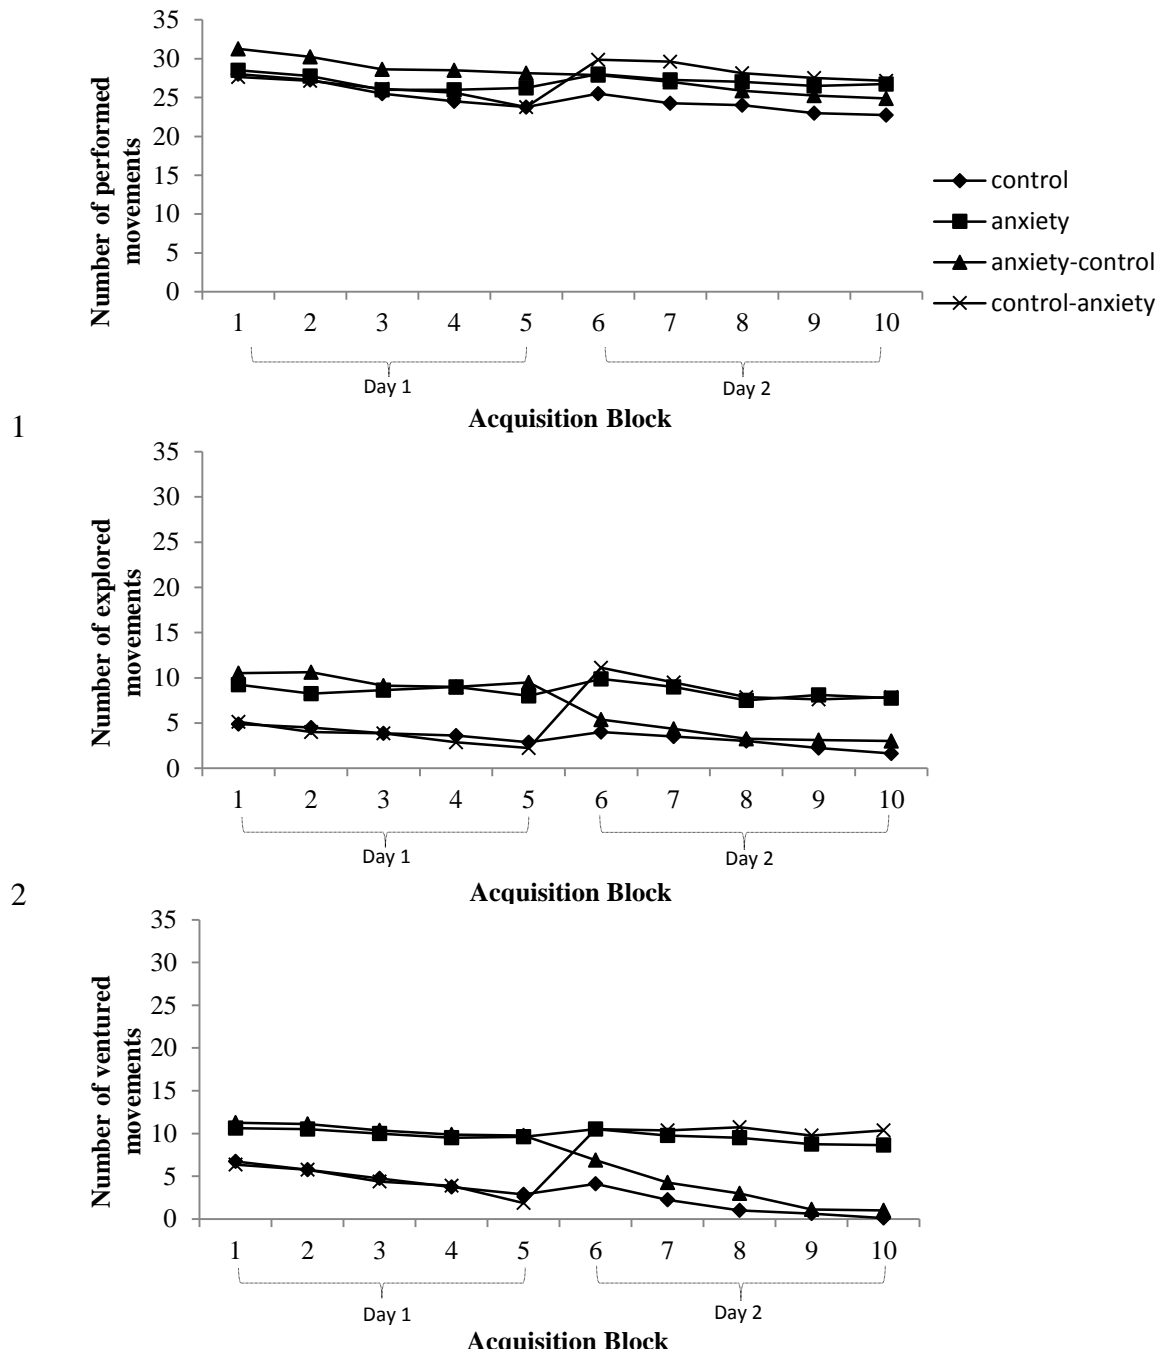 35
30
25
20
15
10
5
0
Number of performed
movements
1 2 3 4 5 6 7 8 9 10
Day 1 Day 2
Acquisition Block
control
anxiety
anxiety-control
control-anxiety
1
35
30
25
20
15
10
5
0
Number of explored
movements
1 2 3 4 5 6 7 8 9 10
Day 1 Day 2
Acquisition Block
2
35
30
25
20
15
10
5
0
Number of ventured
movements
1 2 3 4 5 6 7 8 9 10
Day 1 Day 2
Acquisition Block